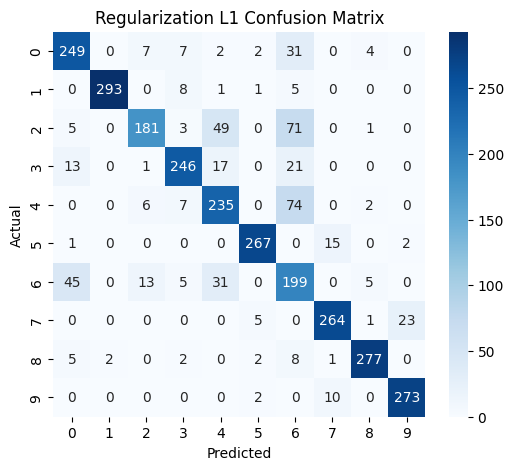 Regularization L1 Confusion Matrix
0 249 0 7 7 2 2 31 0 4 0
1 0 293 0 8 1 1 5 0 0 0
2 5 0 181 3 49 0 71 0 1 0
3 13 0 1 246 17 0 21 0 0 0
4 0 0 6 7 235 0 74 0 2 0
5 1 0 0 0 0 267 0 15 0 2
6 45 0 13 5 31 0 199 0 5 0
7 0 0 0 0 0 5 0 264 1 23
8 5 2 0 2 0 2 8 1 277 0
9 0 0 0 0 0 2 0 10 0 273
0 1 2 3 4 5 6 7 8 9
Predicted
Actual
250
200
150
100
50
0